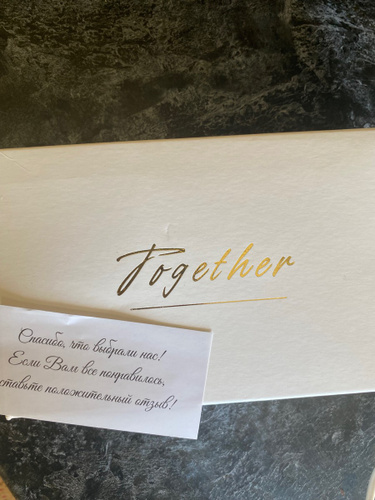 Together
Спасибо, что выбрали нас!
Если Вам все понравилось,
ставьте положительный отзыв!